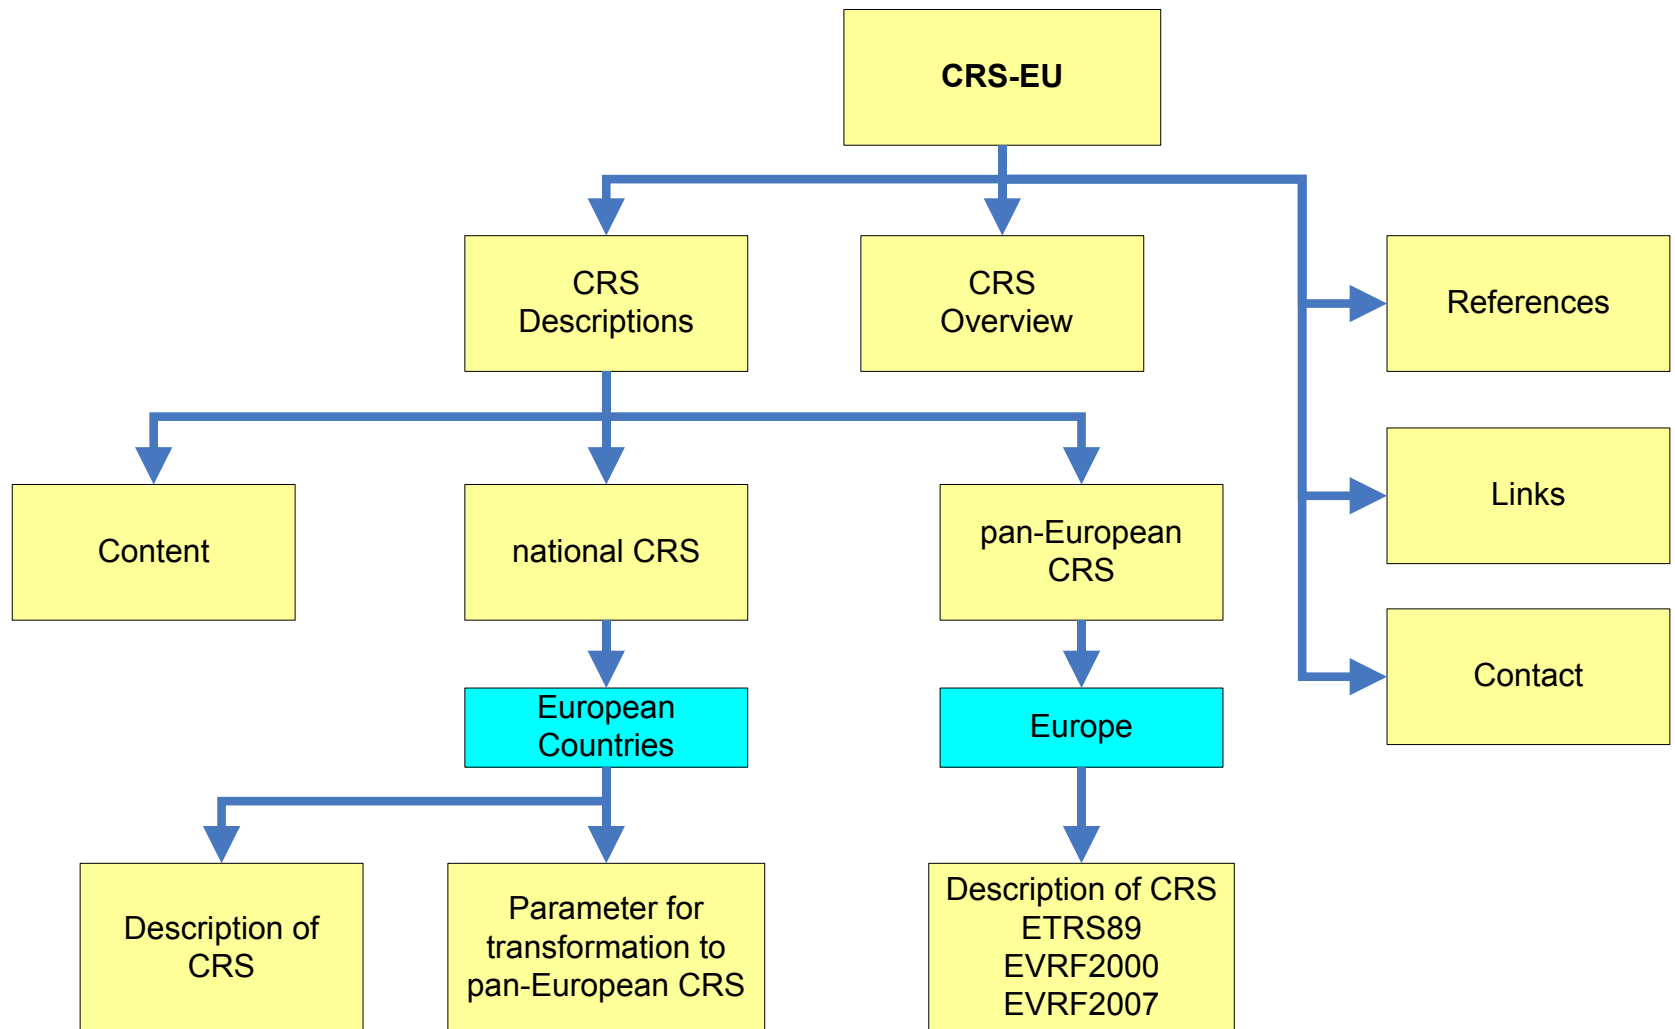 CRS-EU
CRS
Descriptions
CRS
Overview
References
Links
Contact
Content
national CRS
pan-European
CRS
European
Countries
Europe
Description of
CRS
Parameter for
transformation to
pan-European CRS
Description of CRS
ETRS89
EVRF2000
EVRF2007